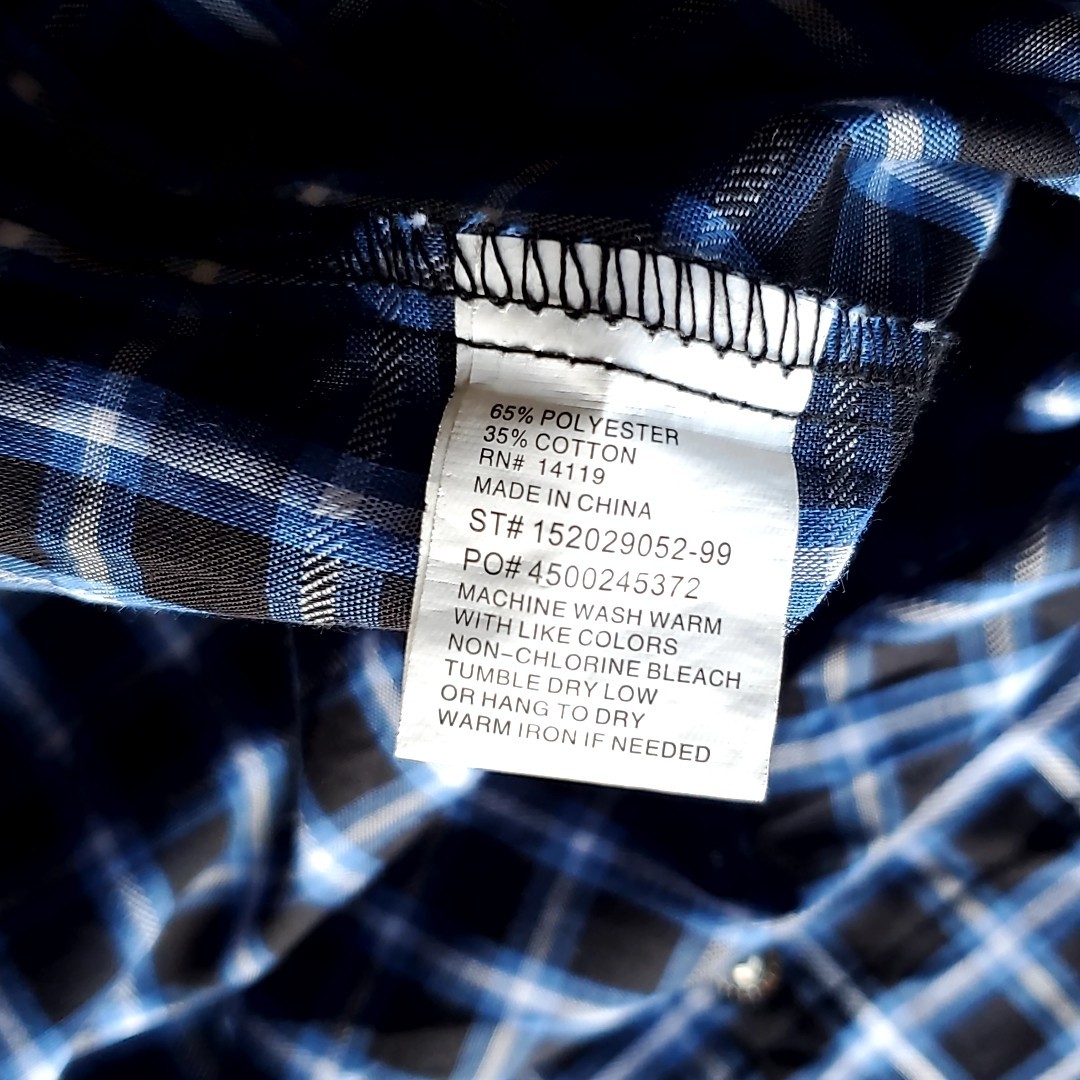 65% POLYESTER
35% COTTON
RN# 14119
MADE IN CHINA
ST# 152029052-99
PO# 4500245372
MACHINE WASH WARM
WITH LIKE COLORS
NON-CHLORINE BLEACH
TUMBLE DRY LOW
OR HANG TO DRY
WARM IRON IF NEEDED